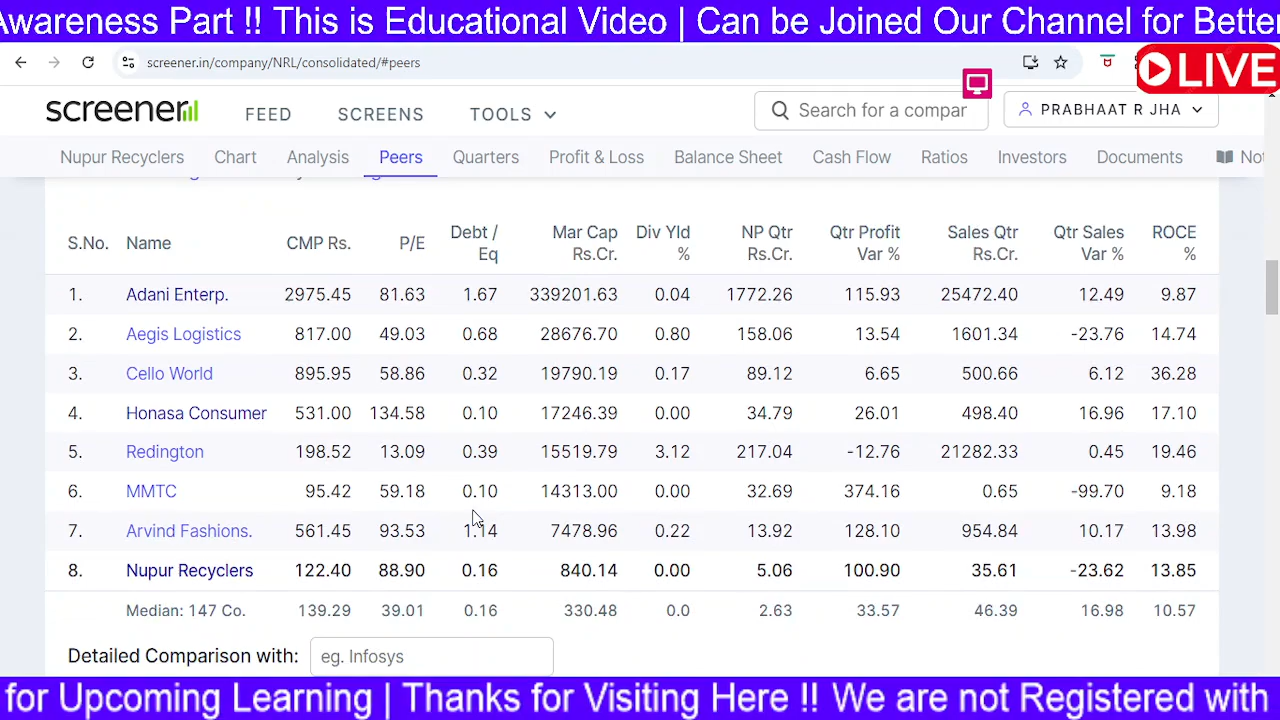 Awareness Part !! This is Educational Video | Can be Joined Our Channel for Better
screener.in/company/NRL/consolidated/#peers
LIVE
screener FEED SCREENS TOOLS Search for a compar PRABHAAT R JHA
Nupur Recyclers Chart Analysis Peers Quarters Profit & Loss Balance Sheet Cash Flow Ratios Investors Documents Not
S.No. Name CMP Rs. P/E Debt / Eq Mar Cap Rs.Cr. Div Yld % NP Qtr Rs.Cr. Qtr Profit Var % Sales Qtr Rs.Cr. Qtr Sales Var % ROCE %
1. Adani Enterp. 2975.45 81.63 1.67 339201.63 0.04 1772.26 115.93 25472.40 12.49 9.87
2. Aegis Logistics 817.00 49.03 0.68 28676.70 0.80 158.06 13.54 1601.34 -23.76 14.74
3. Cello World 895.95 58.86 0.32 19790.19 0.17 89.12 6.65 500.66 6.12 36.28
4. Honasa Consumer 531.00 134.58 0.10 17246.39 0.00 34.79 26.01 498.40 16.96 17.10
5. Redington 198.52 13.09 0.39 15519.79 3.12 217.04 -12.76 21282.33 0.45 19.46
6. MMTC 95.42 59.18 0.10 14313.00 0.00 32.69 374.16 0.65 -99.70 9.18
7. Arvind Fashions. 561.45 93.53 1.14 7478.96 0.22 13.92 128.10 954.84 10.17 13.98
8. Nupur Recyclers 122.40 88.90 0.16 840.14 0.00 5.06 100.90 35.61 -23.62 13.85
Median: 147 Co. 139.29 39.01 0.16 330.48 0.0 2.63 33.57 46.39 16.98 10.57
Detailed Comparison with: eg. Infosys
for Upcoming Learning | Thanks for Visiting Here !! We are not Registered with